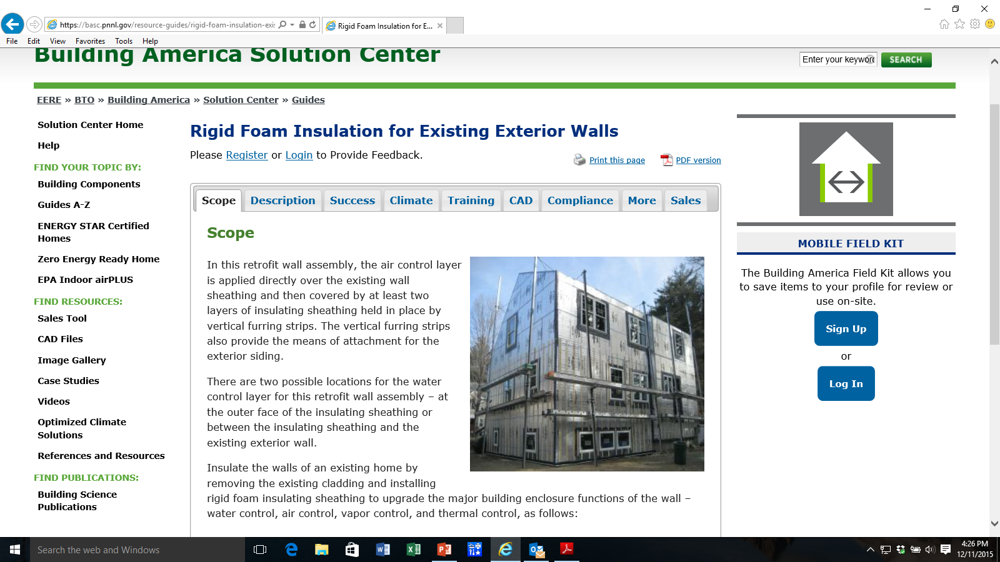 https://basc.pnnl.gov/resource-guides/rigid-foam-insulation-exi
Rigid Foam Insulation for E...
File Edit View Favorites Tools Help
Building America Solution Center
Enter your keyword
SEARCH
EERE » BTO » Building America » Solution Center » Guides
Solution Center Home
Help
FIND YOUR TOPIC BY:
Building Components
Guides A-Z
ENERGY STAR Certified
Homes
Zero Energy Ready Home
EPA Indoor airPLUS
FIND RESOURCES:
Sales Tool
CAD Files
Image Gallery
Case Studies
Videos
Optimized Climate
Solutions
References and Resources
FIND PUBLICATIONS:
Building Science
Publications
Rigid Foam Insulation for Existing Exterior Walls
Please Register or Login to Provide Feedback.
Print this page
PDF version
Scope Description Success Climate Training CAD Compliance More Sales
Scope
In this retrofit wall assembly, the air control layer
is applied directly over the existing wall
sheathing and then covered by at least two
layers of insulating sheathing held in place by
vertical furring strips. The vertical furring strips
also provide the means of attachment for the
exterior siding.
There are two possible locations for the water
control layer for this retrofit wall assembly – at
the outer face of the insulating sheathing or
between the insulating sheathing and the
existing exterior wall.
Insulate the walls of an existing home by
removing the existing cladding and installing
rigid foam insulating sheathing to upgrade the major building enclosure functions of the wall –
water control, air control, vapor control, and thermal control, as follows:
MOBILE FIELD KIT
The Building America Field Kit allows you
to save items to your profile for review or
use on-site.
Sign Up
or
Log In
Search the web and Windows
4:26 PM
12/11/2015